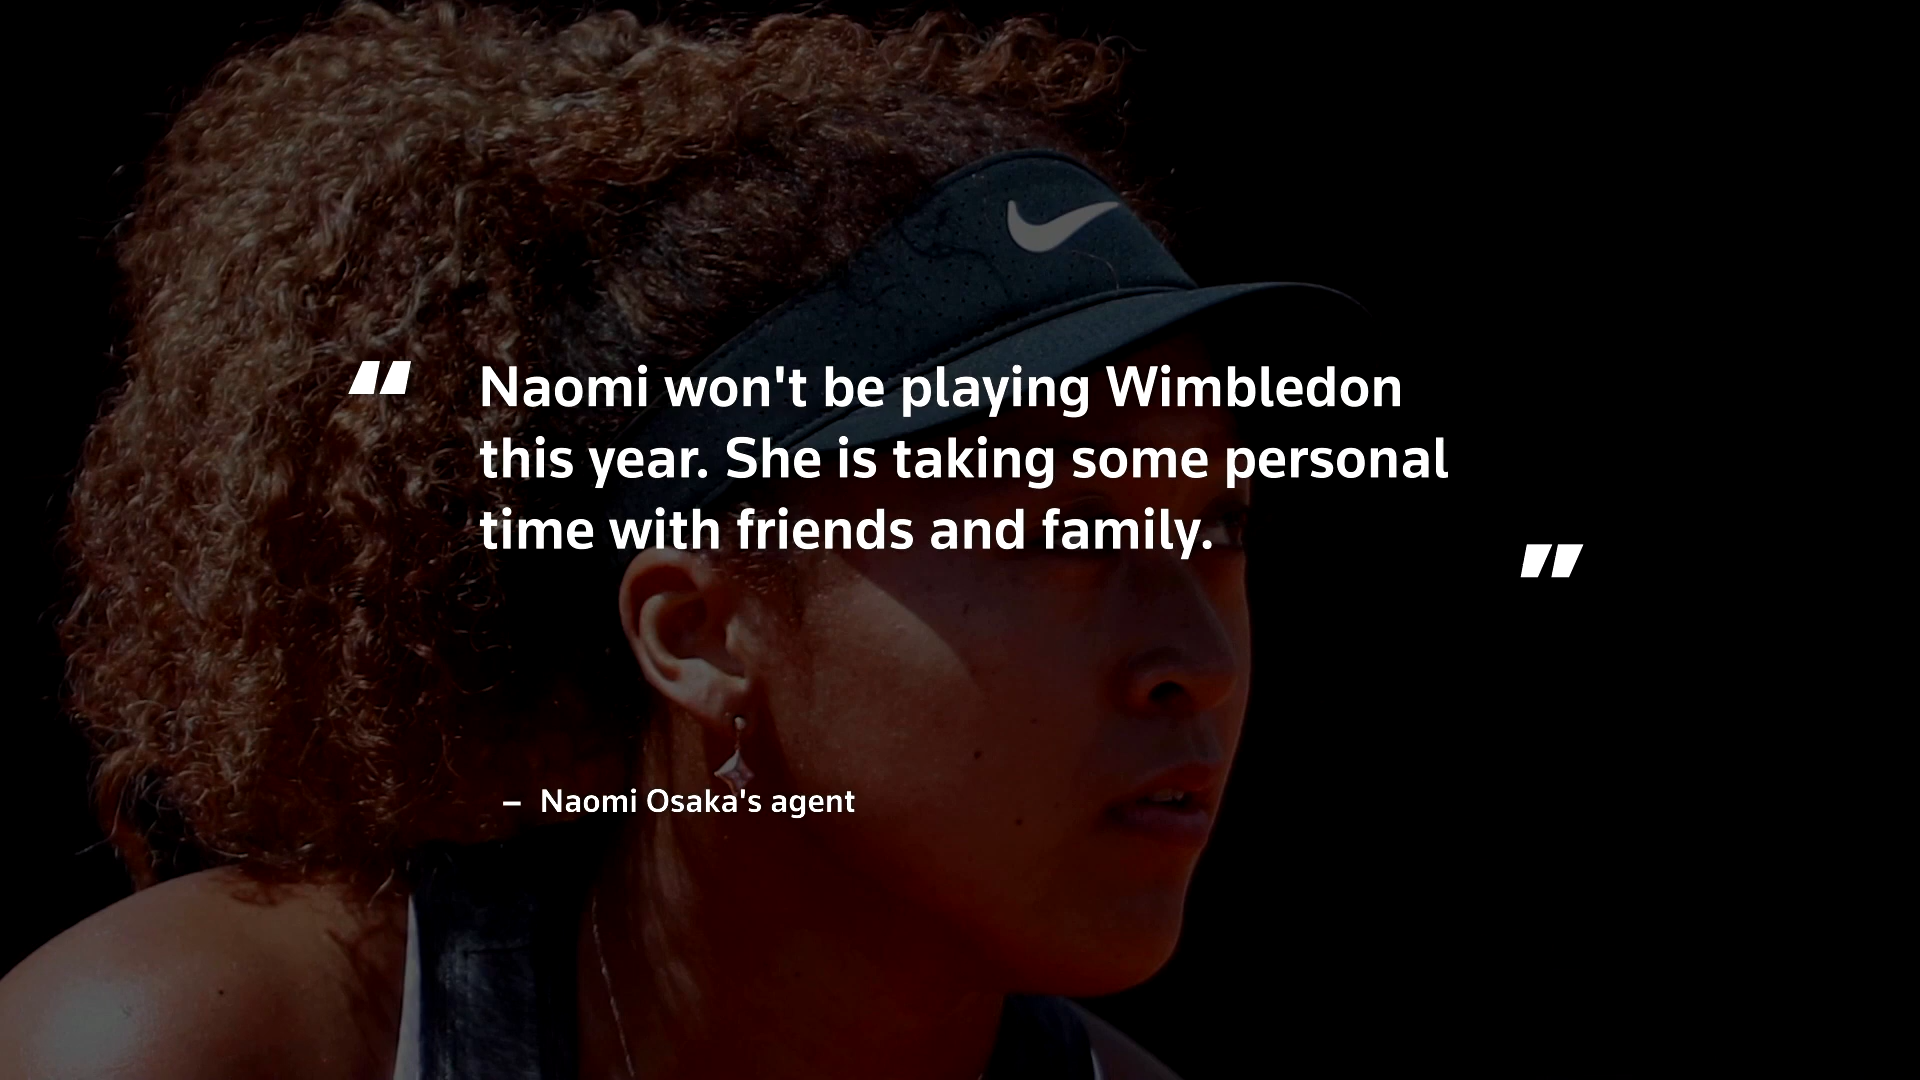 “ Naomi won't be playing Wimbledon
this year. She is taking some personal
time with friends and family. ”
– Naomi Osaka's agent